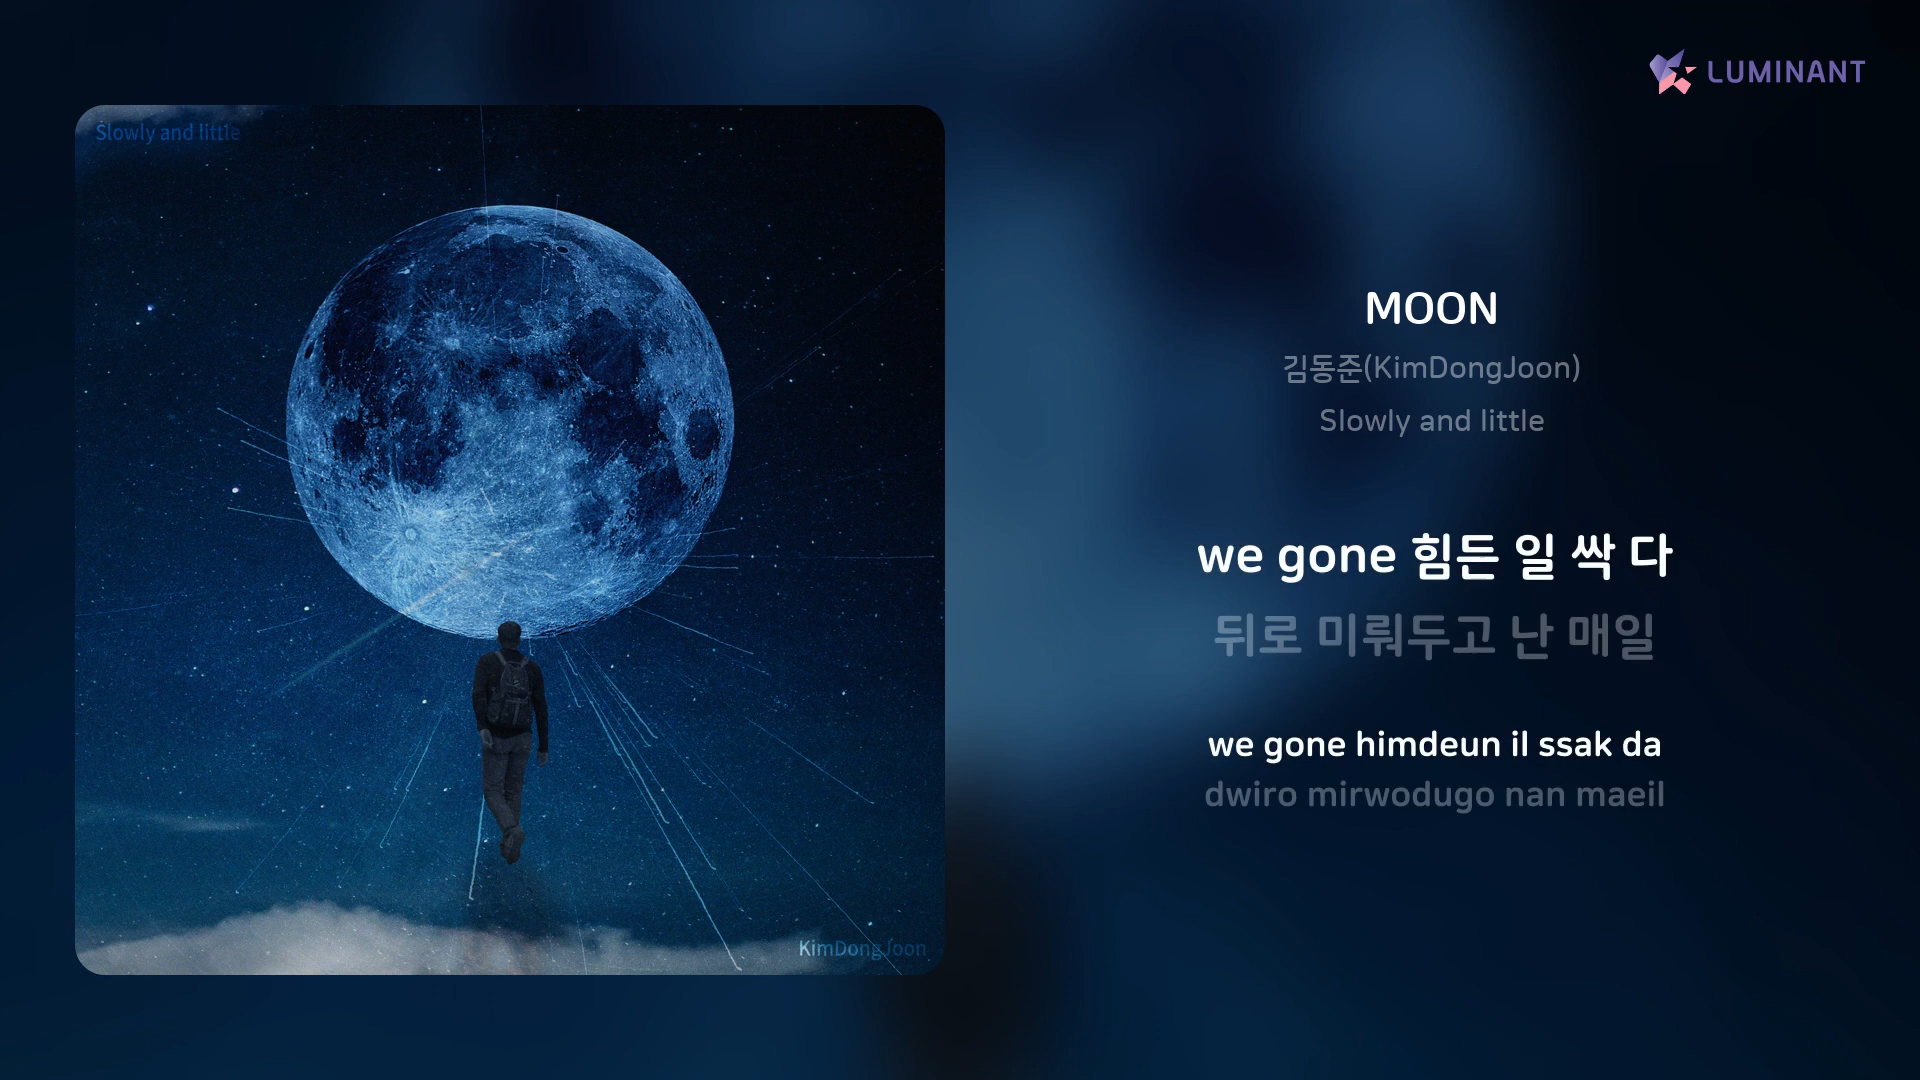 Slowly and little
KimDongJoon
LUMINANT
MOON
김동준(KimDongJoon)
Slowly and little
we gone 힘든 일 싹 다
뒤로 미뤄두고 난 매일
we gone himdeun il ssak da
dwiro mirwodugo nan maeil